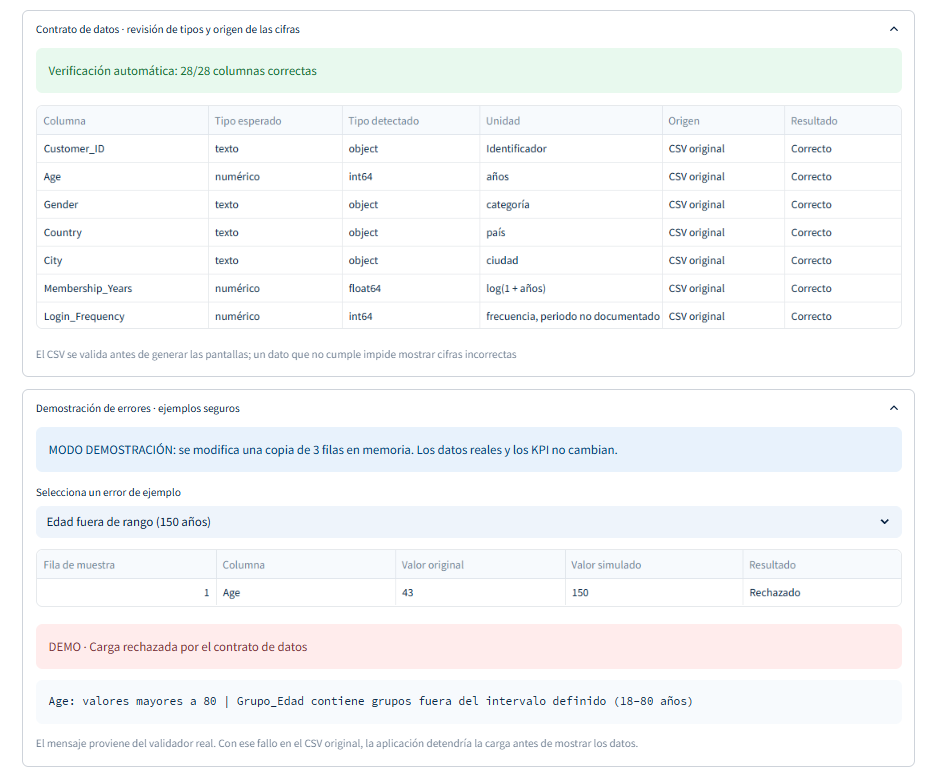 Contrato de datos · revisión de tipos y origen de las cifras
Verificación automática: 28/28 columnas correctas
Columna Tipo esperado Tipo detectado Unidad Origen Resultado
Customer_ID texto object Identificador CSV original Correcto
Age numérico int64 años CSV original Correcto
Gender texto object categoría CSV original Correcto
Country texto object país CSV original Correcto
City texto object ciudad CSV original Correcto
Membership_Years numérico float64 log(1 + años) CSV original Correcto
Login_Frequency numérico int64 frecuencia, periodo no documentado CSV original Correcto
El CSV se valida antes de generar las pantallas; un dato que no cumple impide mostrar cifras incorrectas
Demostración de errores · ejemplos seguros
MODO DEMOSTRACIÓN: se modifica una copia de 3 filas en memoria. Los datos reales y los KPI no cambian.
Selecciona un error de ejemplo
Edad fuera de rango (150 años)
Fila de muestra Columna Valor original Valor simulado Resultado
1 Age 43 150 Rechazado
DEMO · Carga rechazada por el contrato de datos
Age: valores mayores a 80 | Grupo_Edad contiene grupos fuera del intervalo definido (18–80 años)
El mensaje proviene del validador real. Con ese fallo en el CSV original, la aplicación detendría la carga antes de mostrar los datos.